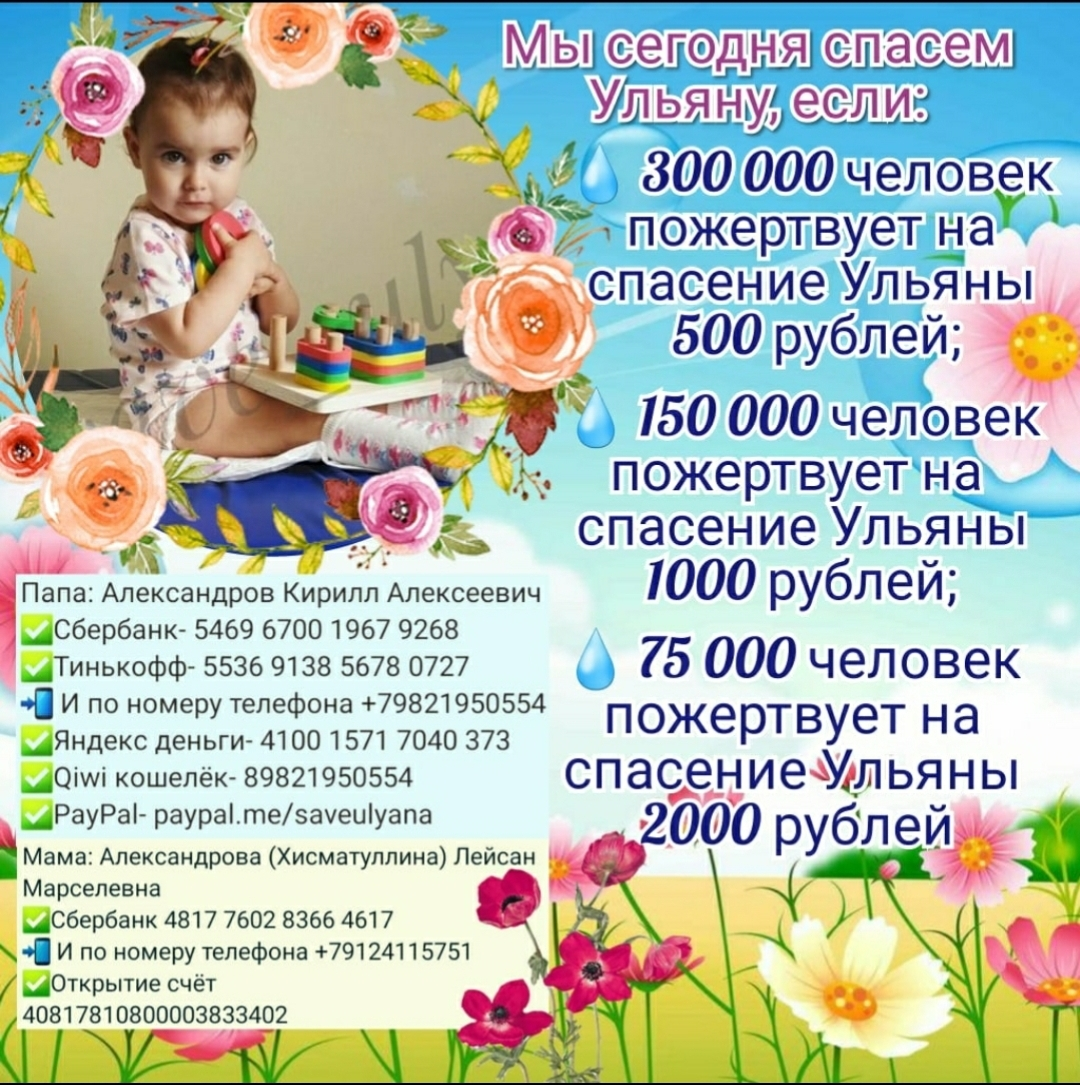 Мы сегодня спасем
Ульяну, если:
300 000 человек
пожертвует на
спасение Ульяны
500 рублей;
150 000 человек
пожертвует на
спасение Ульяны
1000 рублей;
75 000 человек
пожертвует на
спасение Ульяны
2000 рублей
Папа: Александров Кирилл Алексеевич
✅Сбербанк- 5469 6700 1967 9268
✅Тинькофф- 5536 9138 5678 0727
📲 И по номеру телефона +79821950554
✅Яндекс деньги- 4100 1571 7040 373
✅Qiwi кошелёк- 89821950554
✅PayPal- paypal.me/saveulyana
Мама: Александрова (Хисматуллина) Лейсан
Марселевна
✅Сбербанк 4817 7602 8366 4617
📲 И по номеру телефона +79124115751
✅Открытие счёт
40817810800003833402